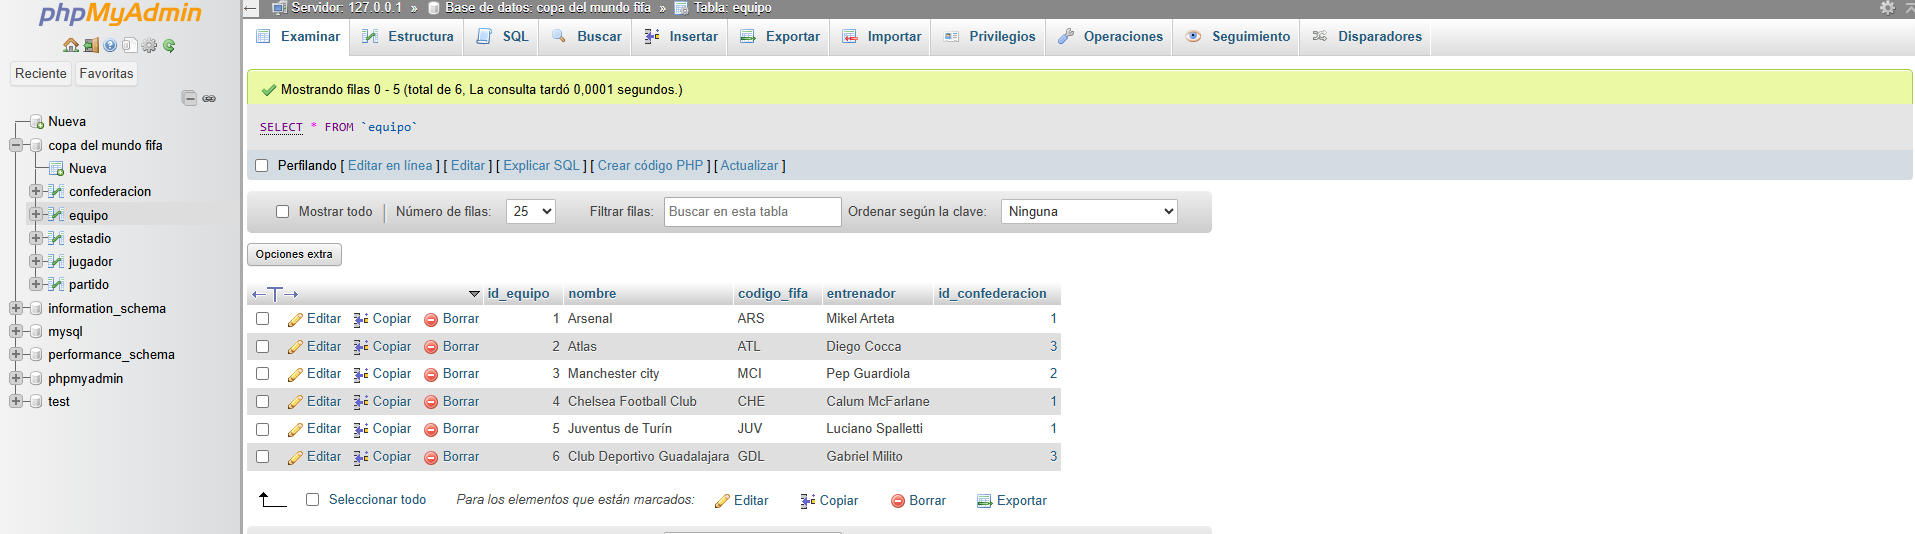 phpMyAdmin
Reciente Favoritas
Nueva
copa del mundo fifa
Nueva
confederacion
equipo
estadio
jugador
partido
information_schema
mysql
performance_schema
phpmyadmin
test
Servidor: 127.0.0.1 » Base de datos: copa del mundo fifa » Tabla: equipo
Examinar Estructura SQL Buscar Insertar Exportar Importar Privilegios Operaciones Seguimiento Disparadores
Mostrando filas 0 - 5 (total de 6, La consulta tardó 0,0001 segundos.)
SELECT * FROM `equipo`
Perfilando [ Editar en línea ] [ Editar ] [ Explicar SQL ] [ Crear código PHP ] [ Actualizar ]
Mostrar todo Número de filas: 25 Filtrar filas: Buscar en esta tabla Ordenar según la clave: Ninguna
Opciones extra
id_equipo nombre codigo_fifa entrenador id_confederacion
Editar Copiar Borrar 1 Arsenal ARS Mikel Arteta 1
Editar Copiar Borrar 2 Atlas ATL Diego Cocca 3
Editar Copiar Borrar 3 Manchester city MCI Pep Guardiola 2
Editar Copiar Borrar 4 Chelsea Football Club CHE Calum McFarlane 1
Editar Copiar Borrar 5 Juventus de Turín JUV Luciano Spalletti 1
Editar Copiar Borrar 6 Club Deportivo Guadalajara GDL Gabriel Milito 3
Seleccionar todo Para los elementos que están marcados: Editar Copiar Borrar Exportar